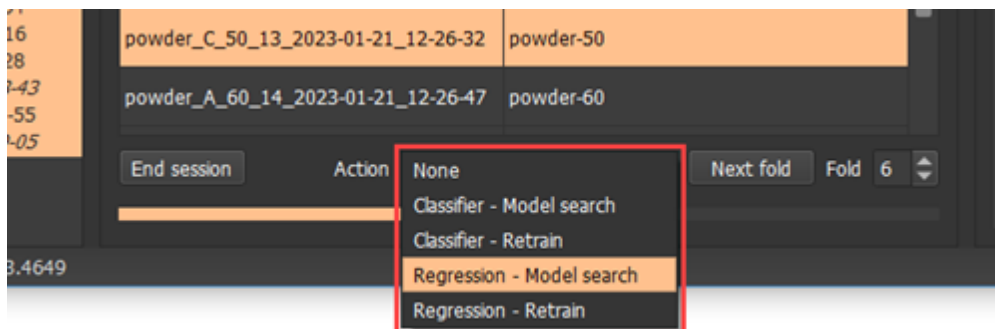 16
28
-43
-55
-05
powder_C_50_13_2023-01-21_12-26-32 powder-50
powder_A_60_14_2023-01-21_12-26-47 powder-60
End session Action None Next fold Fold 6
Classifier - Model search
Classifier - Retrain
Regression - Model search
Regression - Retrain
3.4649